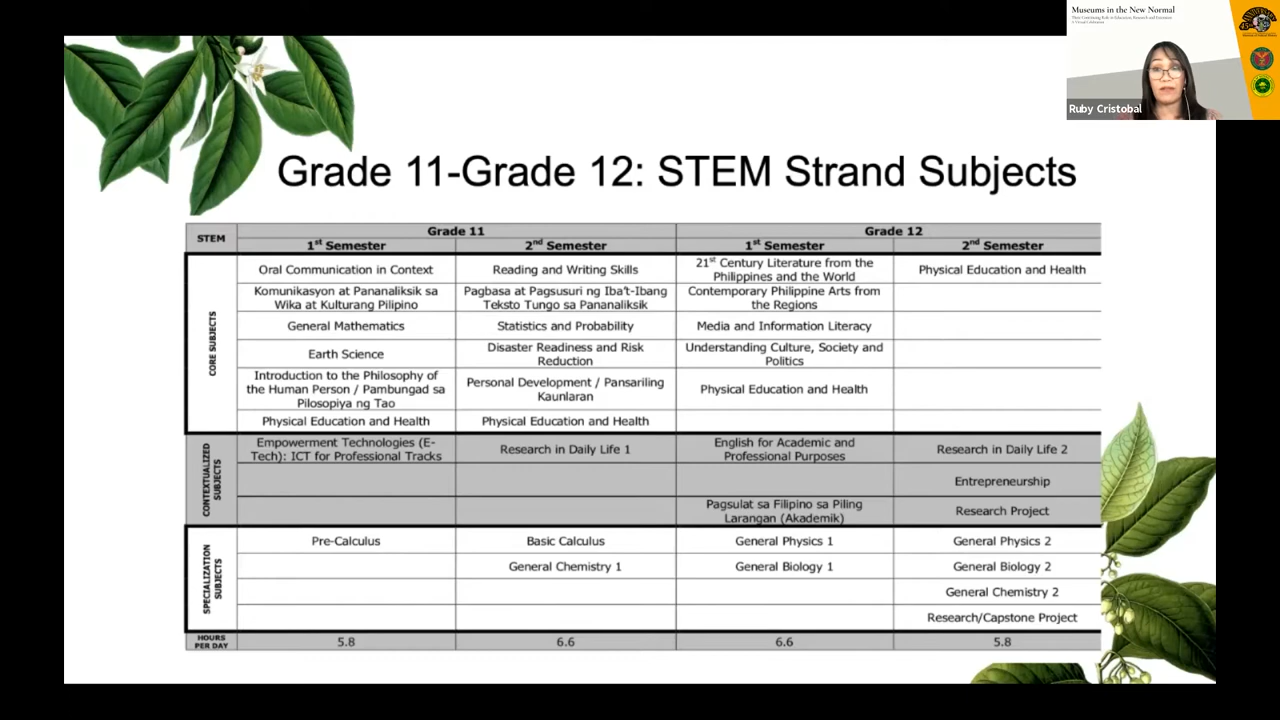 Museums in the New Normal
Ruby Cristobal
Grade 11-Grade 12: STEM Strand Subjects
STEM
Grade 11
Grade 12
1st Semester
2nd Semester
1st Semester
2nd Semester
CORE SUBJECTS
Oral Communication in Context
Reading and Writing Skills
21st Century Literature from the
Philippines and the World
Physical Education and Health
Komunikasyon at Pananaliksik sa
Wika at Kulturang Pilipino
Pagbasa at Pagsusuri ng Iba't-Ibang
Teksto Tungo sa Pananaliksik
Contemporary Philippine Arts from
the Regions
General Mathematics
Statistics and Probability
Media and Information Literacy
Earth Science
Disaster Readiness and Risk
Reduction
Understanding Culture, Society and
Politics
Introduction to the Philosophy of
the Human Person / Pambungad sa
Pilosopiya ng Tao
Personal Development / Pansariling
Kaunlaran
Physical Education and Health
Physical Education and Health
Physical Education and Health
CONTEXTUALIZED
SUBJECTS
Empowerment Technologies (E-
Tech): ICT for Professional Tracks
Research in Daily Life 1
English for Academic and
Professional Purposes
Research in Daily Life 2
Entrepreneurship
Pagsulat sa Filipino sa Piling
Larangan (Akademik)
Research Project
SPECIALIZATION
SUBJECTS
Pre-Calculus
Basic Calculus
General Physics 1
General Physics 2
General Chemistry 1
General Biology 1
General Biology 2
General Chemistry 2
Research/Capstone Project
HOURS
PER DAY
5.8
6.6
6.6
5.8